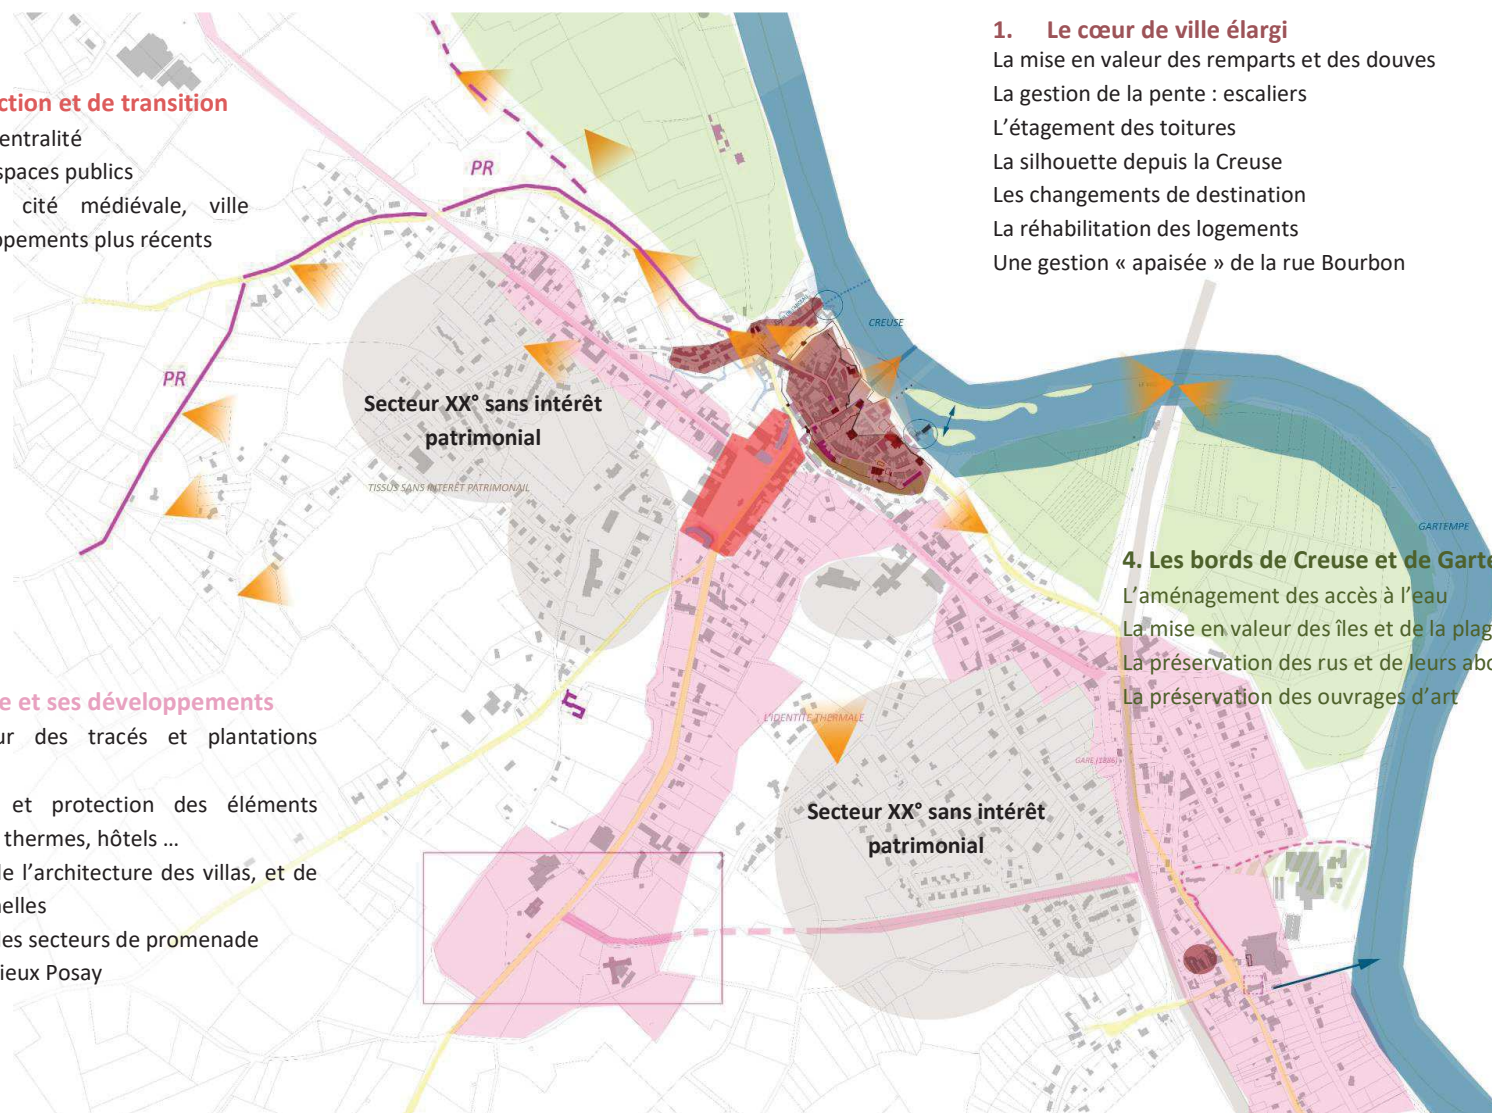 1. Le cœur de ville élargi
La mise en valeur des remparts et des douves
La gestion de la pente : escaliers
L’étagement des toitures
La silhouette depuis la Creuse
Les changements de destination
La réhabilitation des logements
Une gestion « apaisée » de la rue Bourbon
ction et de transition
entralité
spaces publics
cité médiévale, ville
ppements plus récents
PR
PR
CREUSE
Secteur XX° sans intérêt
patrimonial
TISSUS SANS INTERÊT PATRIMONAIL
GARTEMPE
4. Les bords de Creuse et de Garte
L’aménagement des accès à l’eau
La mise en valeur des îles et de la plag
La préservation des rus et de leurs abo
La préservation des ouvrages d’art
e et ses développements
ur des tracés et plantations
et protection des éléments
thermes, hôtels …
de l’architecture des villas, et de
nelles
des secteurs de promenade
ieux Posay
L'IDENTITE THERMALE
GARE (1886)
Secteur XX° sans intérêt
patrimonial